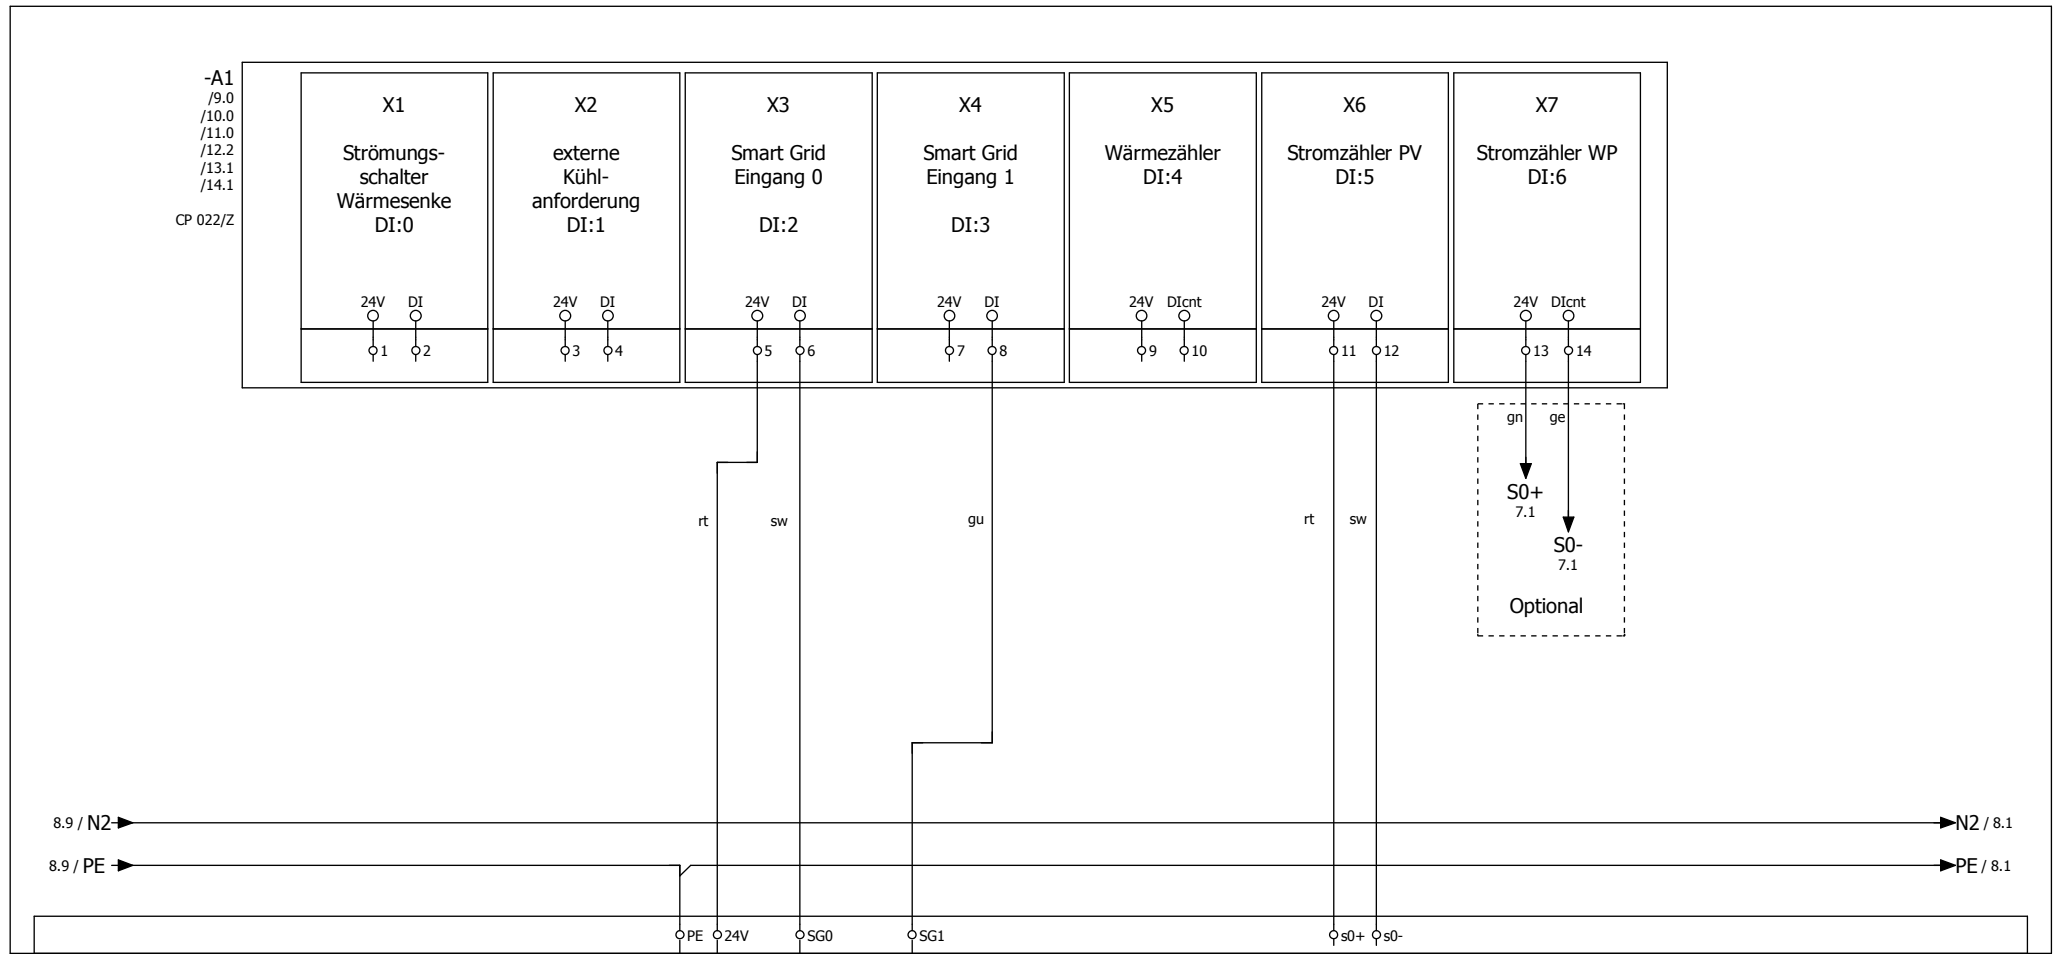 -A1
/9.0
/10.0
/11.0
/12.2
/13.1
/14.1
CP 022/Z
X1
Strömungs-
schalter
Wärmesenke
DI:0
24V DI
1 2
X2
externe
Kühl-
anforderung
DI:1
24V DI
3 4
X3
Smart Grid
Eingang 0
DI:2
24V DI
5 6
X4
Smart Grid
Eingang 1
DI:3
24V DI
7 8
X5
Wärmezähler
DI:4
24V DIcnt
9 10
X6
Stromzähler PV
DI:5
24V DI
11 12
X7
Stromzähler WP
DI:6
24V DIcnt
13 14
gn ge
S0+
7.1
S0-
7.1
Optional
rt sw gu rt sw
8.9 / N2 N2 / 8.1
8.9 / PE PE / 8.1
PE 24V SG0 SG1 s0+ s0-